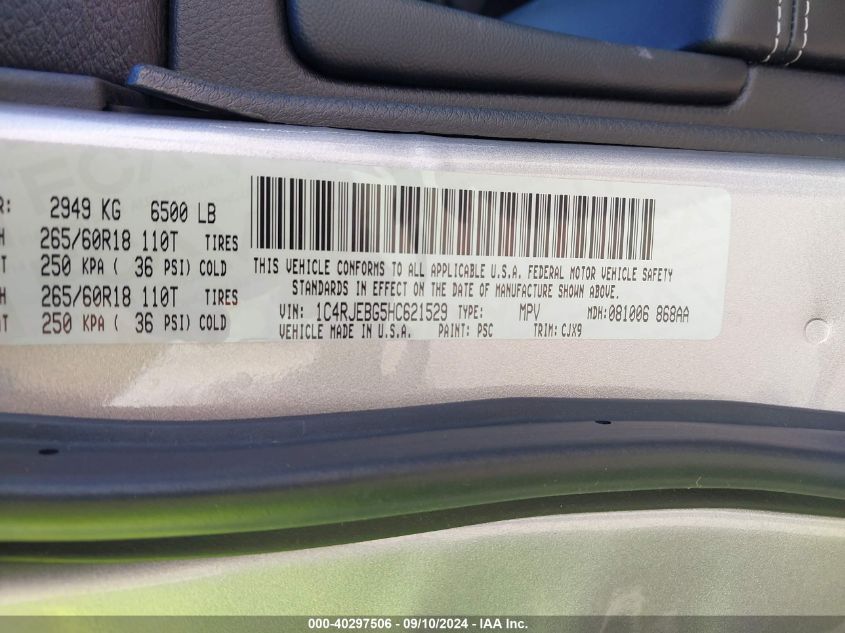 R: 2949 KG 6500 LB
H 265/60R18 110T TIRES
T 250 KPA ( 36 PSI) COLD
H 265/60R18 110T TIRES
NT 250 KPA ( 36 PSI) COLD
THIS VEHICLE CONFORMS TO ALL APPLICABLE U.S.A. FEDERAL MOTOR VEHICLE SAFETY
STANDARDS IN EFFECT ON THE DATE OF MANUFACTURE SHOWN ABOVE.
VIN: 1C4RJEBG5HC621529 TYPE: MPV MDH:081006 868AA
VEHICLE MADE IN U.S.A. PAINT: PSC TRIM: CJX9
000-40297506 - 09/10/2024 - IAA Inc.